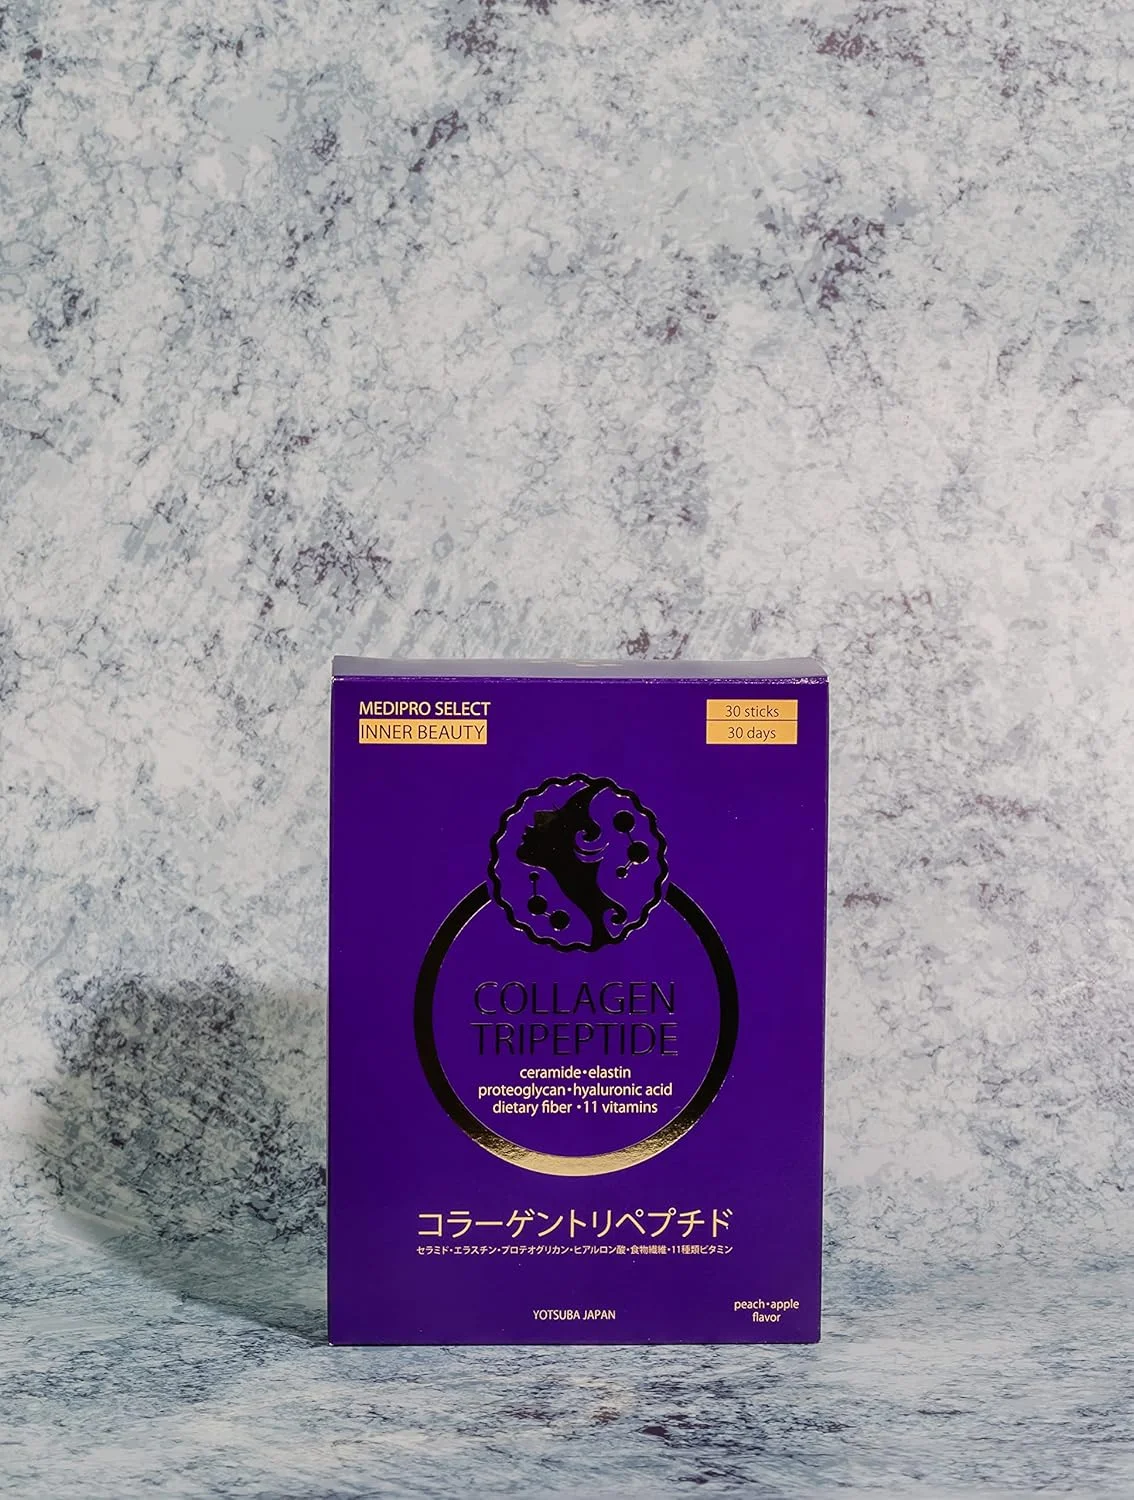 MEDIPRO SELECT
INNER BEAUTY
30 sticks
30 days
COLLAGEN
TRIPEPTIDE
ceramide•elastin
proteoglycan•hyaluronic acid
dietary fiber •11 vitamins
コラーゲントリペプチド
セラミド・エラスチン・プロテオグリカン・ヒアルロン酸・食物繊維・11種類ビタミン
YOTSUBA JAPAN
peach•apple
flavor